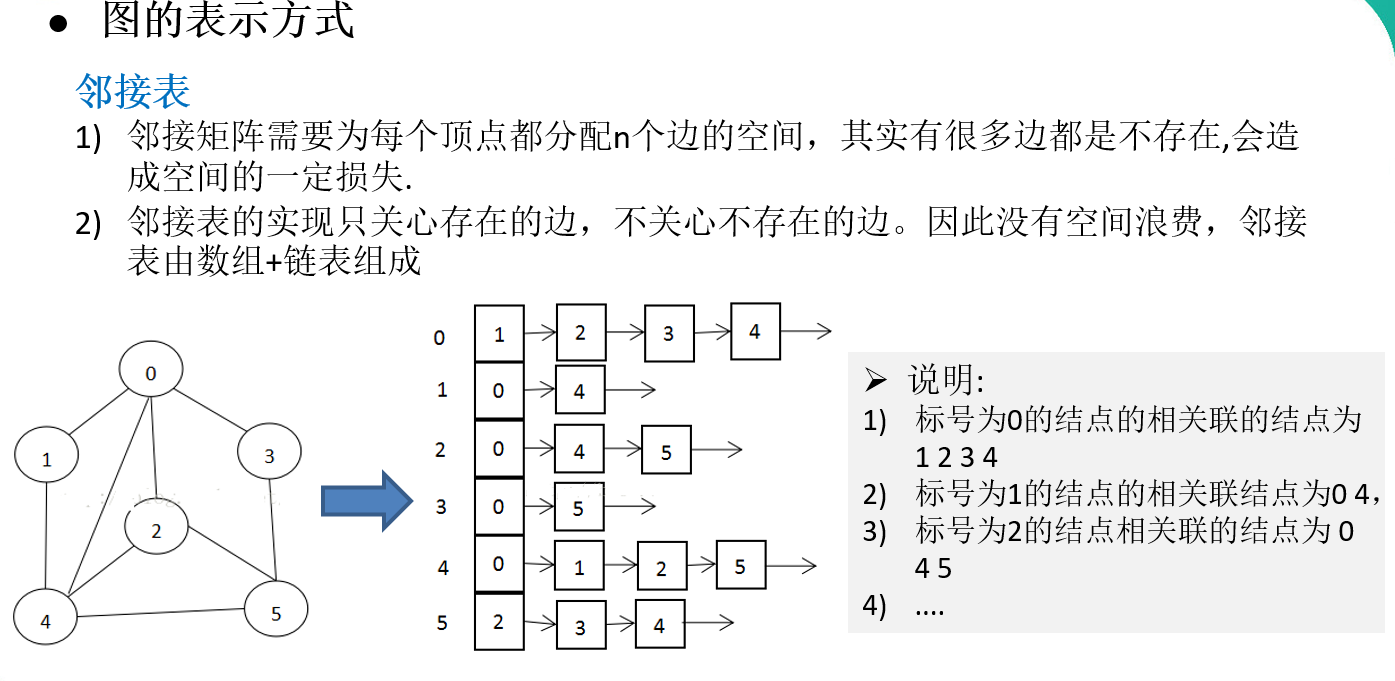 ● 图的表示方式
邻接表
1) 邻接矩阵需要为每个顶点都分配n个边的空间，其实有很多边都是不存在,会造
成空间的一定损失.
2) 邻接表的实现只关心存在的边，不关心不存在的边。因此没有空间浪费，邻接
表由数组+链表组成
0
1
3
2
4
5
0 1 2 3 4
1 0 4
2 0 4 5
3 0 5
4 0 1 2 5
5 2 3 4
➢ 说明:
1) 标号为0的结点的相关联的结点为
1 2 3 4
2) 标号为1的结点的相关联结点为0 4，
3) 标号为2的结点相关联的结点为 0
4 5
4) ....